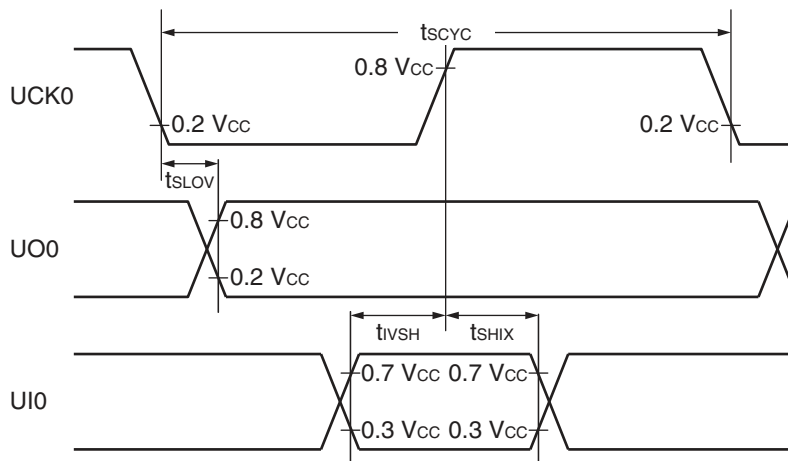 tSCYC
UCK0
0.8 VCC
0.2 VCC
0.2 VCC
tSLOV
UO0
0.8 VCC
0.2 VCC
tIVSH
tSHIX
UI0
0.7 VCC
0.7 VCC
0.3 VCC
0.3 VCC